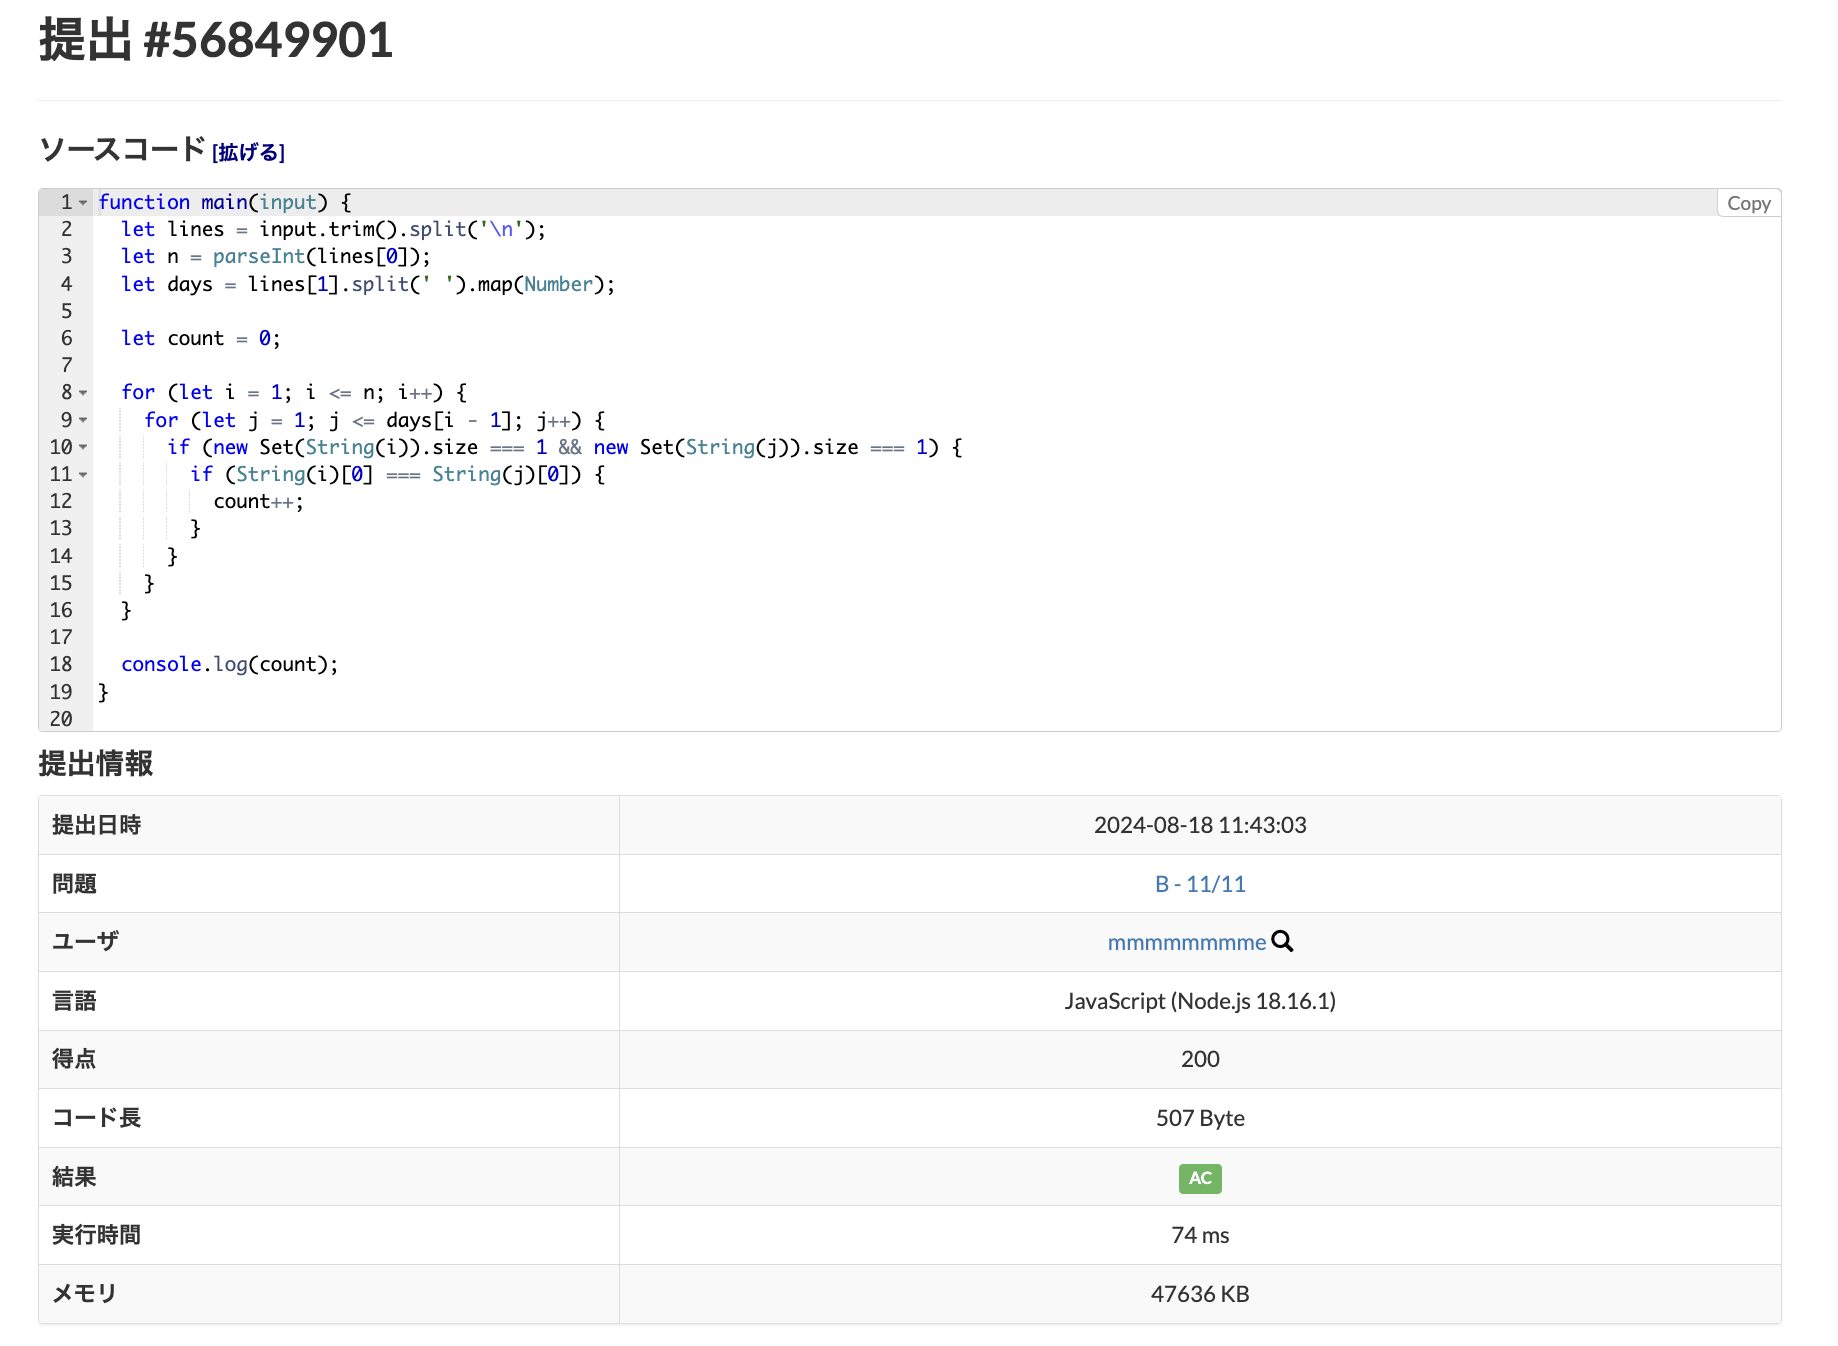 提出 #56849901
ソースコード [拡げる]
Copy
1 function main(input) {
2 let lines = input.trim().split('\n');
3 let n = parseInt(lines[0]);
4 let days = lines[1].split(' ').map(Number);
5
6 let count = 0;
7
8 for (let i = 1; i <= n; i++) {
9 for (let j = 1; j <= days[i - 1]; j++) {
10 if (new Set(String(i)).size === 1 && new Set(String(j)).size === 1) {
11 if (String(i)[0] === String(j)[0]) {
12 count++;
13 }
14 }
15 }
16 }
17
18 console.log(count);
19 }
20
提出情報
提出日時 2024-08-18 11:43:03
問題 B - 11/11
ユーザ mmmmmmmmme
言語 JavaScript (Node.js 18.16.1)
得点 200
コード長 507 Byte
結果 AC
実行時間 74 ms
メモリ 47636 KB